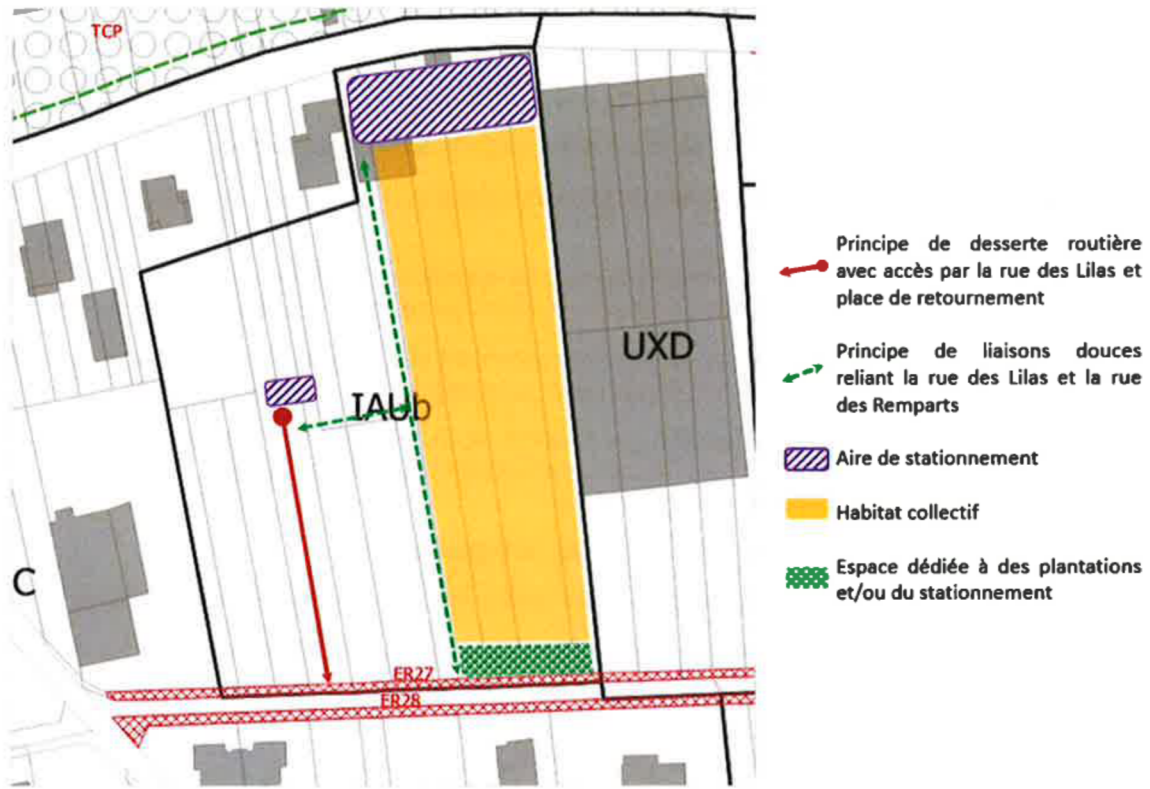 TCP
UXD
IAUb
C
ER27
ER28
Principe de desserte routière
avec accès par la rue des Lilas et
place de retournement
Principe de liaisons douces
reliant la rue des Lilas et la rue
des Remparts
Aire de stationnement
Habitat collectif
Espace dédiée à des plantations
et/ou du stationnement